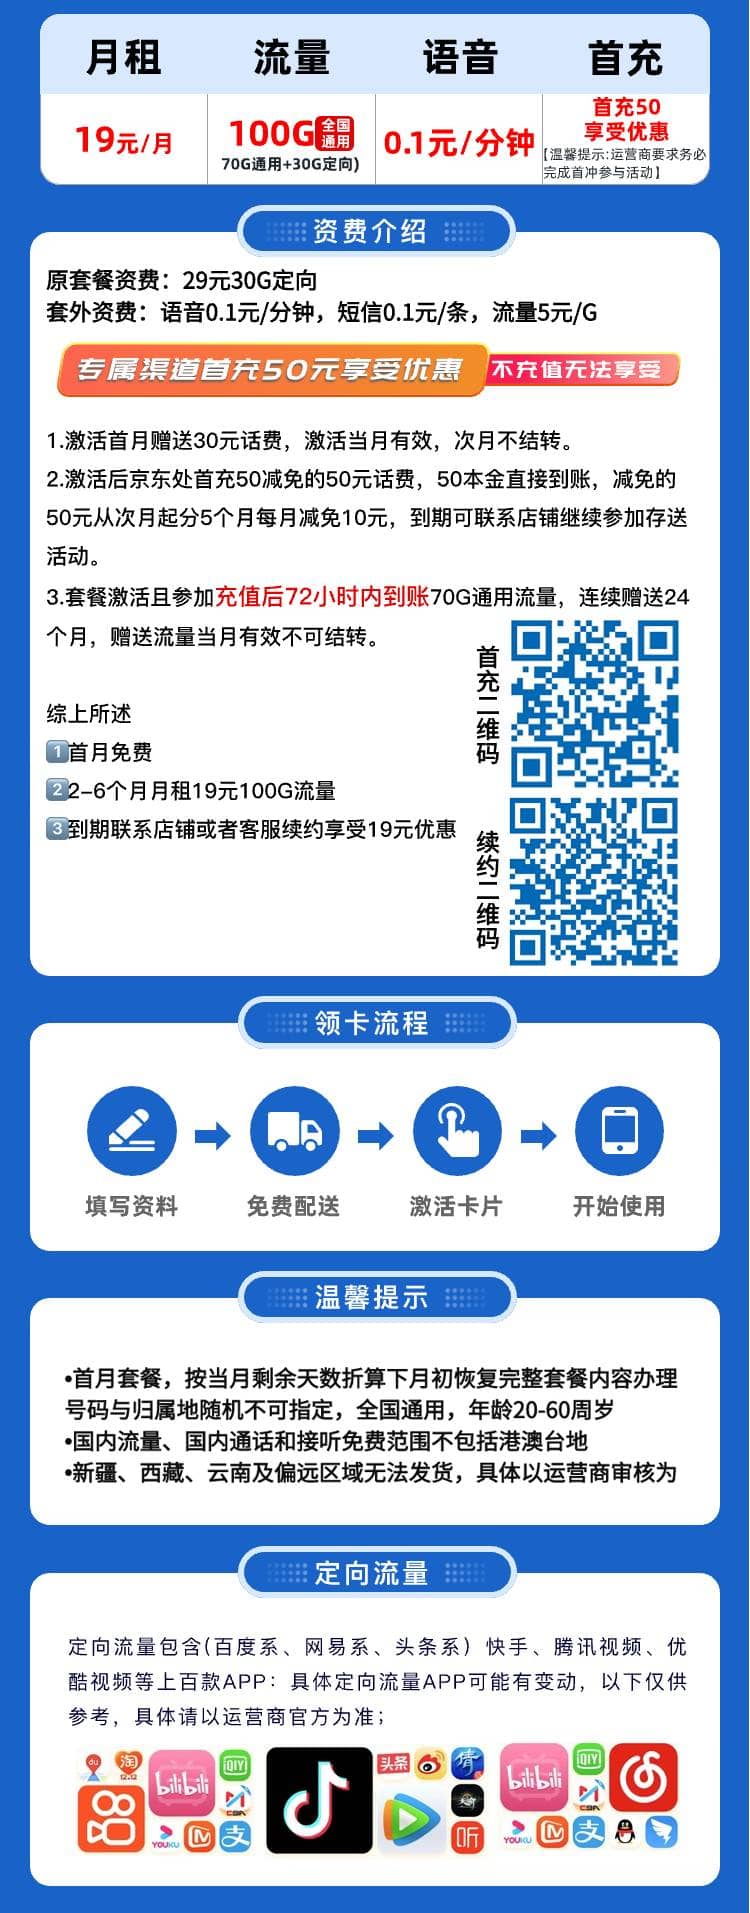 月租 流量 语音 首充
19元/月 100G全国通用 0.1元/分钟 首充50
享受优惠
70G通用+30G定向)
【温馨提示:运营商要求务必
完成首冲参与活动】
资费介绍
原套餐资费：29元30G定向
套外资费：语音0.1元/分钟，短信0.1元/条，流量5元/G
专属渠道首充50元享受优惠 不充值无法享受
1.激活首月赠送30元话费，激活当月有效，次月不结转。
2.激活后京东处首充50减免的50元话费，50本金直接到账，减免的
50元从次月起分5个月每月减免10元，到期可联系店铺继续参加存送
活动。
3.套餐激活且参加充值后72小时内到账70G通用流量，连续赠送24
个月，赠送流量当月有效不可结转。
首充二维码
综上所述
1首月免费
2 2-6个月月租19元100G流量
3到期联系店铺或者客服续约享受19元优惠
续约二维码
领卡流程
填写资料 免费配送 激活卡片 开始使用
温馨提示
•首月套餐，按当月剩余天数折算下月初恢复完整套餐内容办理
号码与归属地随机不可指定，全国通用，年龄20-60周岁
•国内流量、国内通话和接听免费范围不包括港澳台地
•新疆、西藏、云南及偏远区域无法发货，具体以运营商审核为
定向流量
定向流量包含(百度系、网易系、头条系）快手、腾讯视频、优
酷视频等上百款APP：具体定向流量APP可能有变动，以下仅供
参考，具体请以运营商官方为准；
du 淘 12.12 bilibili QIY CBA YOUKU 支
头条 倩 听
bilibili QIY CBA YOUKU 支